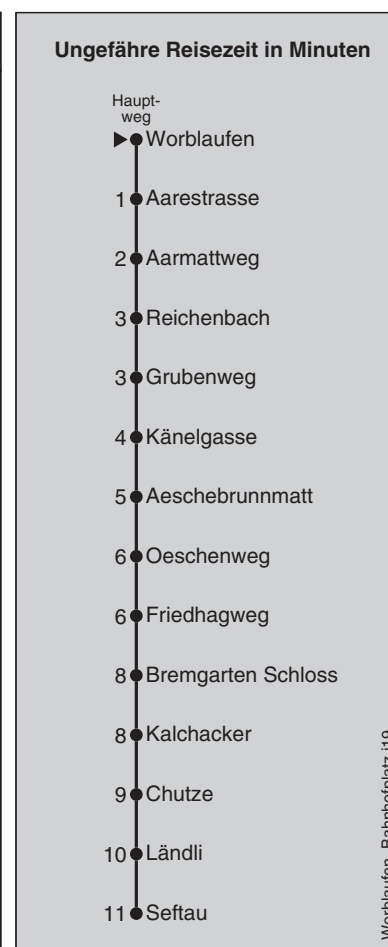 Ungefähre Reisezeit in Minuten
Haupt-
weg
Worblaufen
1 Aarestrasse
2 Aarmattweg
3 Reichenbach
3 Grubenweg
4 Känelgasse
5 Aeschebrunnmatt
6 Oeschenweg
6 Friedhagweg
8 Bremgarten Schloss
8 Kalchacker
9 Chutze
10 Ländli
11 Seftau
Worblaufen, Bahnhofplatz j19